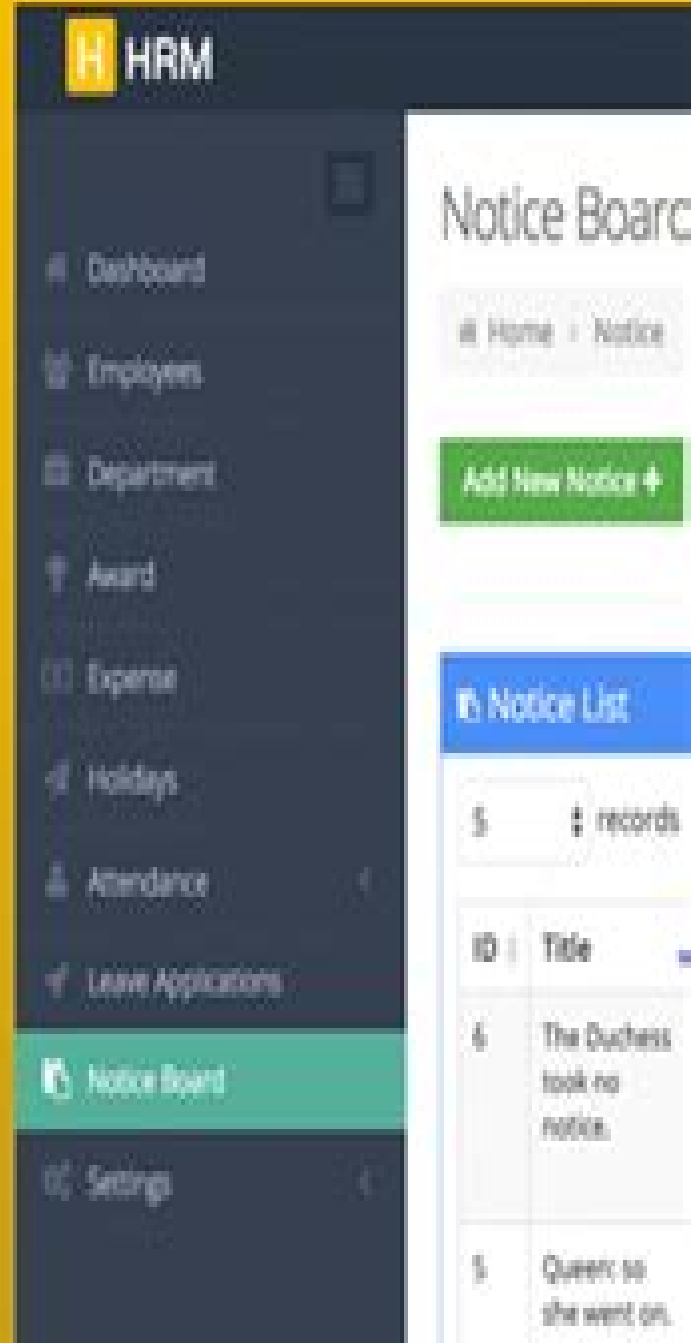 H HRM
Dashboard
Employees
Department
Award
Expense
Holidays
Attendance
Leave Applications
Notice Board
Settings
Notice Board
Home › Notice
Add New Notice +
Notice List
5 records
ID Title
6 The Duchess
took no
notice.
5 Queen: so
she went on.